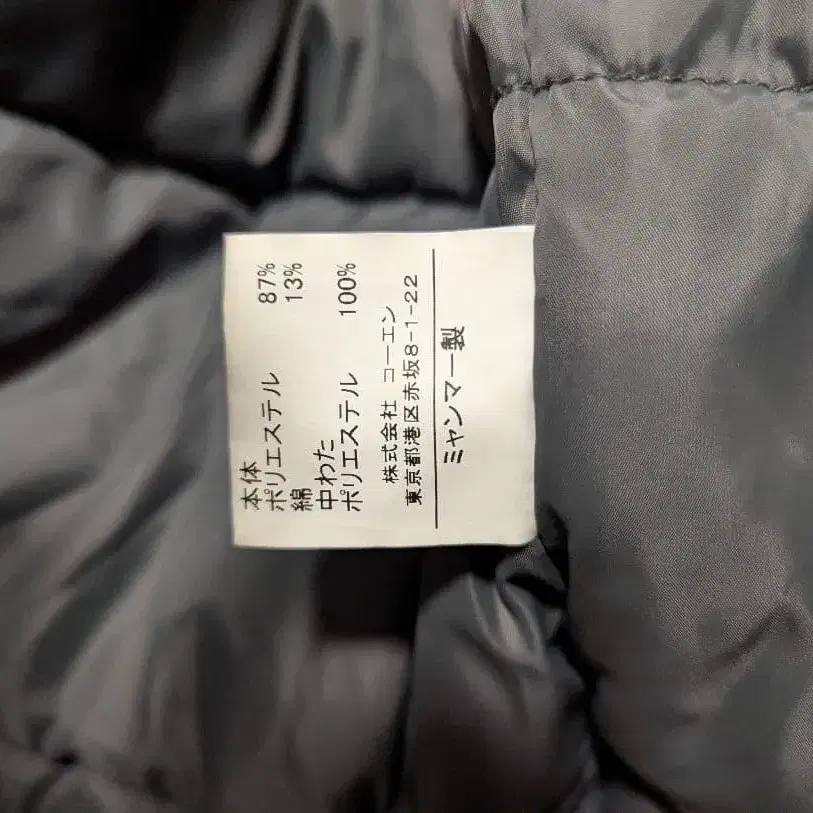 本体
ポリエステル 87%
綿 13%
中わた
ポリエステル 100%
株式会社 コーエン
東京都港区赤坂8-1-22
ミャンマー製